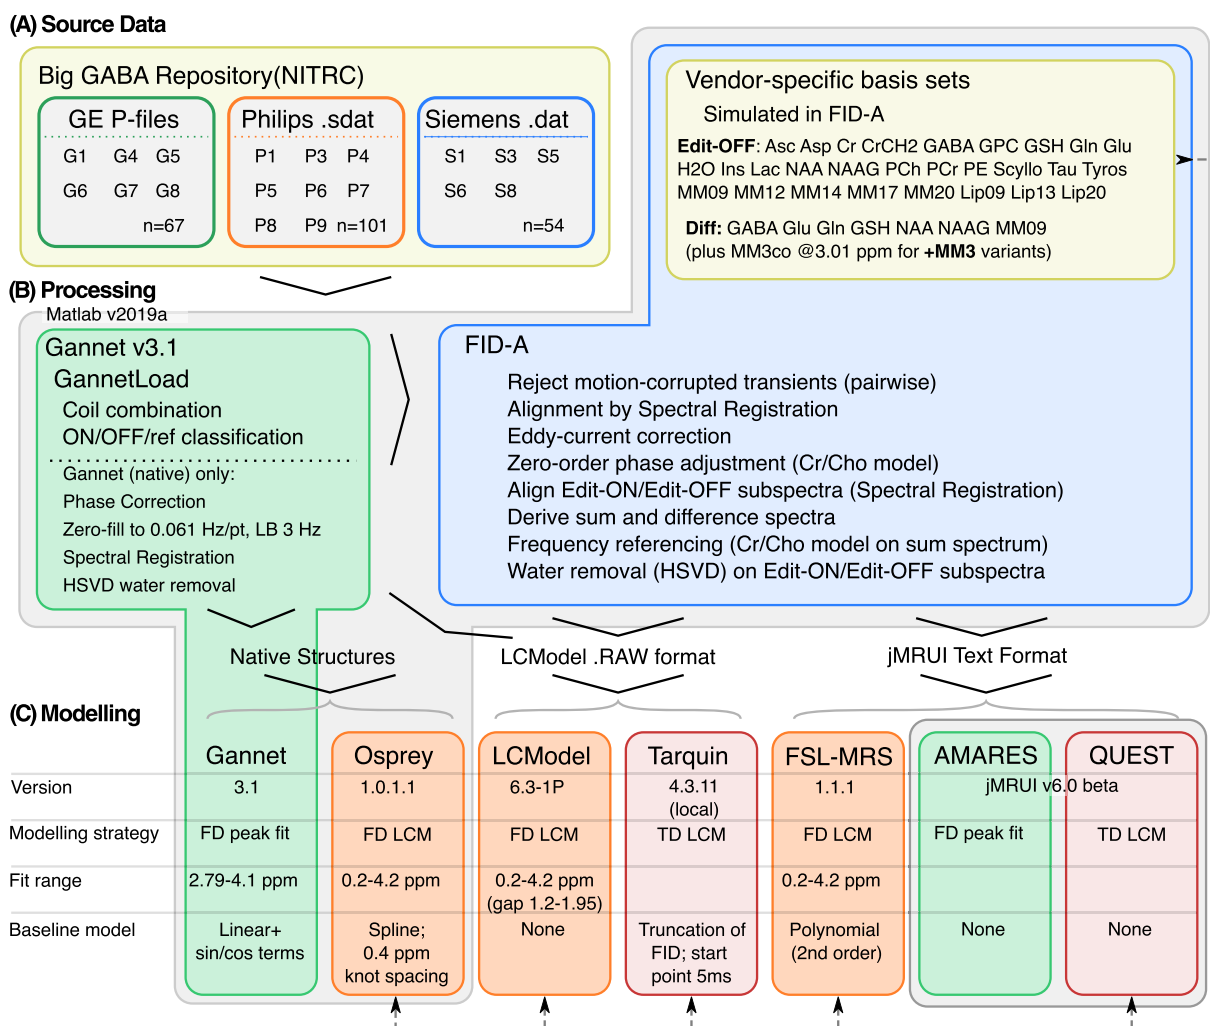 (A) Source Data
Big GABA Repository(NITRC)
GE P-files
G1 G4 G5
G6 G7 G8
n=67
Philips .sdat
P1 P3 P4
P5 P6 P7
P8 P9 n=101
Siemens .dat
S1 S3 S5
S6 S8
n=54
Vendor-specific basis sets
Simulated in FID-A
Edit-OFF: Asc Asp Cr CrCH2 GABA GPC GSH Gln Glu
H2O Ins Lac NAA NAAG PCh PCr PE Scyllo Tau Tyros
MM09 MM12 MM14 MM17 MM20 Lip09 Lip13 Lip20
Diff: GABA Glu Gln GSH NAA NAAG MM09
(plus MM3co @3.01 ppm for +MM3 variants)
(B) Processing
Matlab v2019a
Gannet v3.1
GannetLoad
Coil combination
ON/OFF/ref classification
Gannet (native) only:
Phase Correction
Zero-fill to 0.061 Hz/pt, LB 3 Hz
Spectral Registration
HSVD water removal
FID-A
Reject motion-corrupted transients (pairwise)
Alignment by Spectral Registration
Eddy-current correction
Zero-order phase adjustment (Cr/Cho model)
Align Edit-ON/Edit-OFF subspectra (Spectral Registration)
Derive sum and difference spectra
Frequency referencing (Cr/Cho model on sum spectrum)
Water removal (HSVD) on Edit-ON/Edit-OFF subspectra
Native Structures LCModel .RAW format jMRUI Text Format
(C) Modelling
Gannet Osprey LCModel Tarquin FSL-MRS AMARES QUEST
Version 3.1 1.0.1.1 6.3-1P 4.3.11 1.1.1 jMRUI v6.0 beta
(local)
Modelling strategy FD peak fit FD LCM FD LCM TD LCM FD LCM FD peak fit TD LCM
Fit range 2.79-4.1 ppm 0.2-4.2 ppm 0.2-4.2 ppm 0.2-4.2 ppm
(gap 1.2-1.95)
Baseline model Linear+ Spline; None Truncation of Polynomial None None
sin/cos terms 0.4 ppm FID; start (2nd order)
knot spacing point 5ms